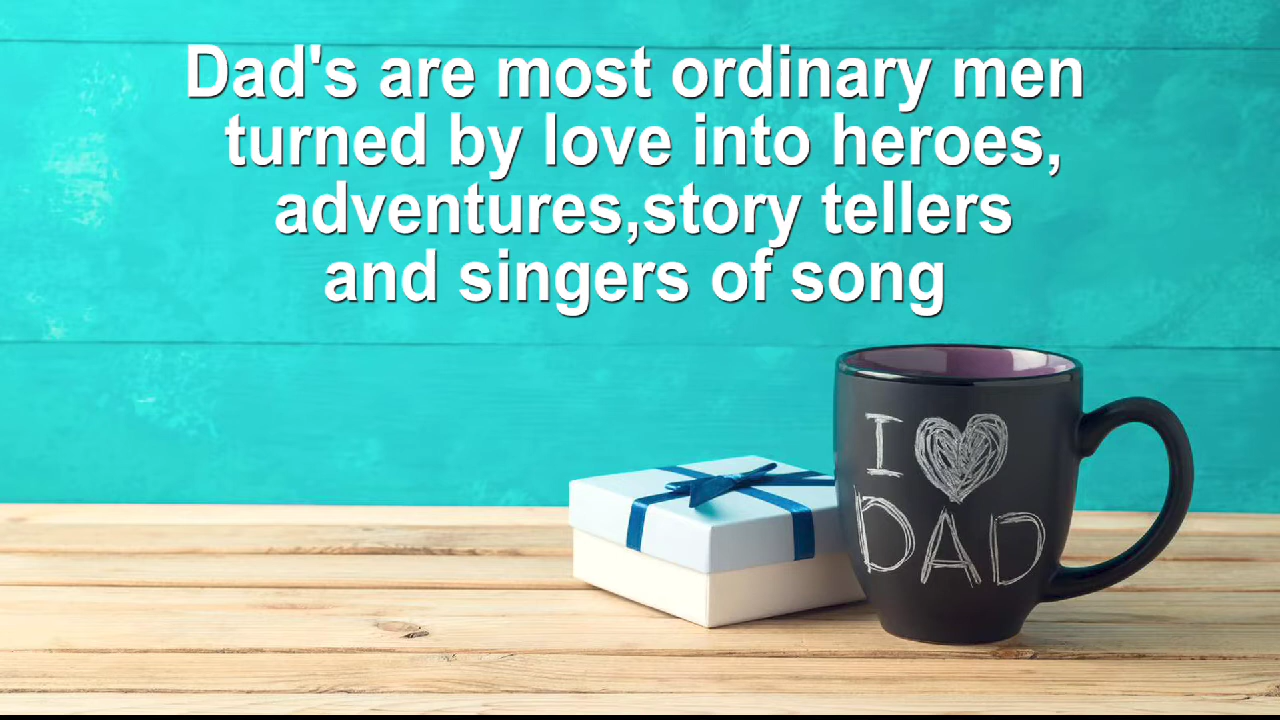 Dad's are most ordinary men
turned by love into heroes,
adventures,story tellers
and singers of song
I
DAD